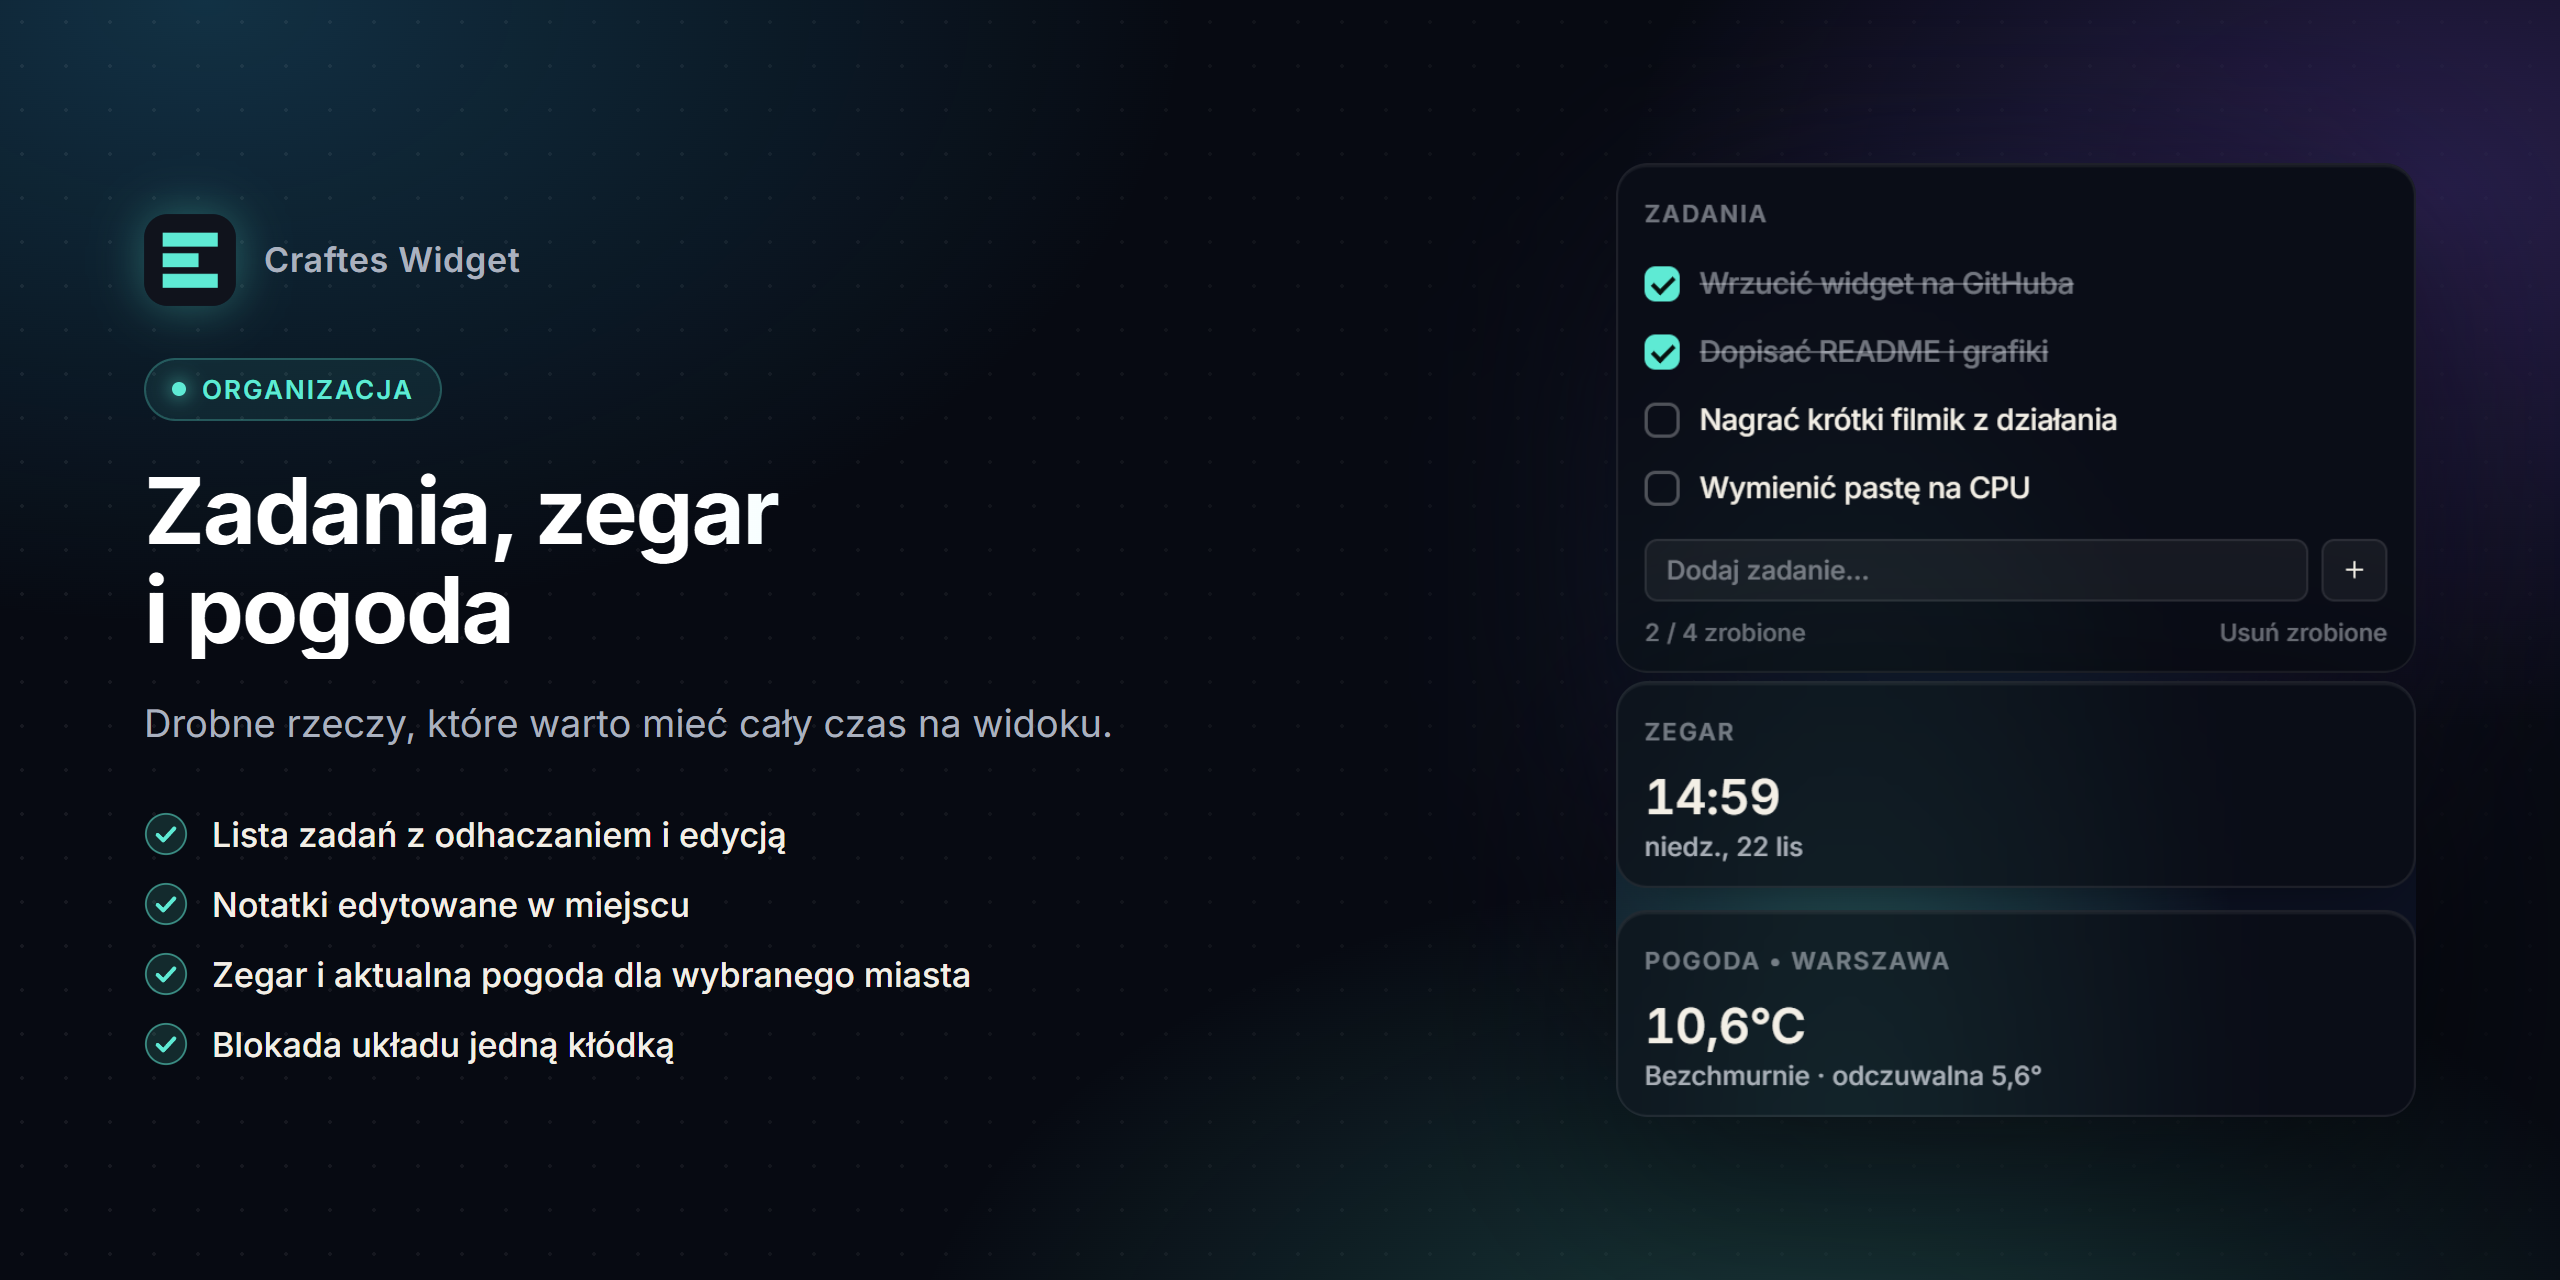 Craftes Widget
ORGANIZACJA
Zadania, zegar
i pogoda
Drobne rzeczy, które warto mieć cały czas na widoku.
Lista zadań z odhaczaniem i edycją
Notatki edytowane w miejscu
Zegar i aktualna pogoda dla wybranego miasta
Blokada układu jedną kłódką
ZADANIA
Wrzucić widget na GitHuba
Dopisać README i grafiki
Nagrać krótki filmik z działania
Wymienić pastę na CPU
Dodaj zadanie...
+
2 / 4 zrobione
Usuń zrobione
ZEGAR
14:59
niedz., 22 lis
POGODA • WARSZAWA
10,6°C
Bezchmurnie · odczuwalna 5,6°